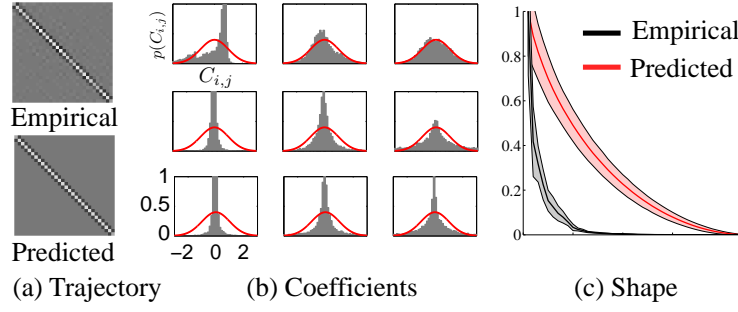 Empirical
Predicted
(a) Trajectory
p(C_{i,j})
C_{i,j}
1
0.5
0
−2 0 2
(b) Coefficients
1
0.8
0.6
0.4
0.2
0
Empirical
Predicted
(c) Shape